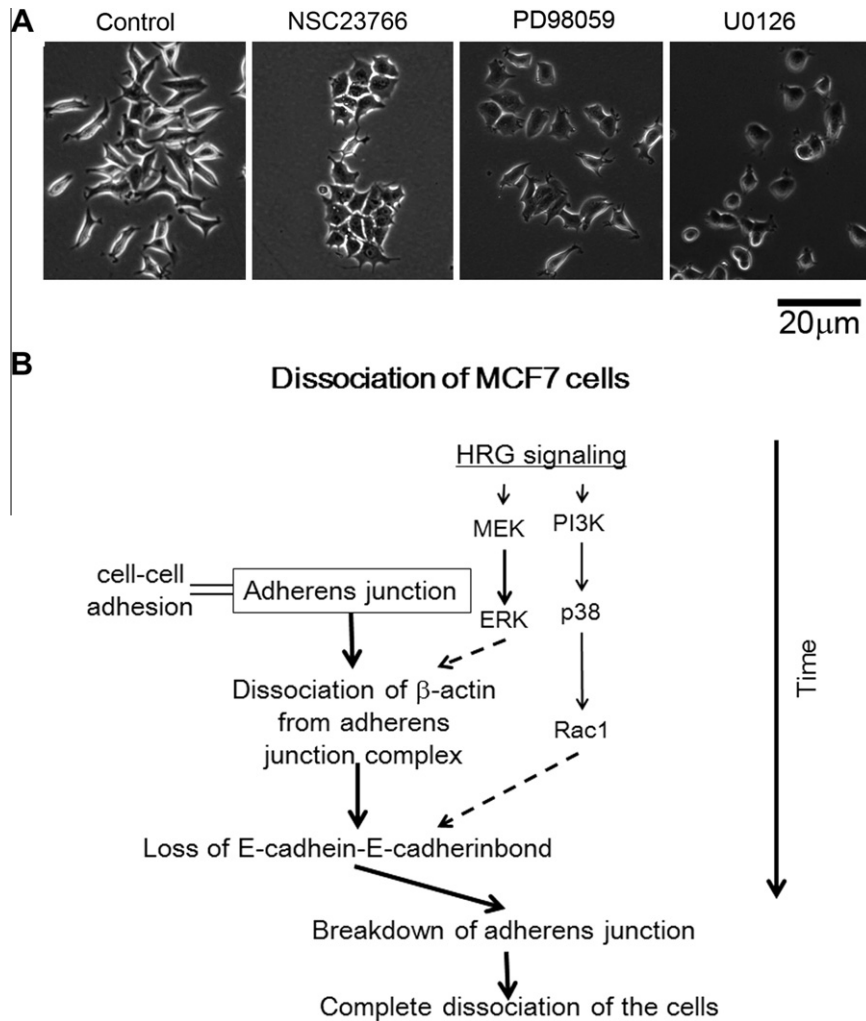 A
Control
NSC23766
PD98059
U0126
20μm
B
Dissociation of MCF7 cells
HRG signaling
MEK
PI3K
cell-cell
adhesion
Adherens junction
ERK
p38
Dissociation of β-actin
from adherens
junction complex
Rac1
Time
Loss of E-cadhein-E-cadherinbond
Breakdown of adherens junction
Complete dissociation of the cells